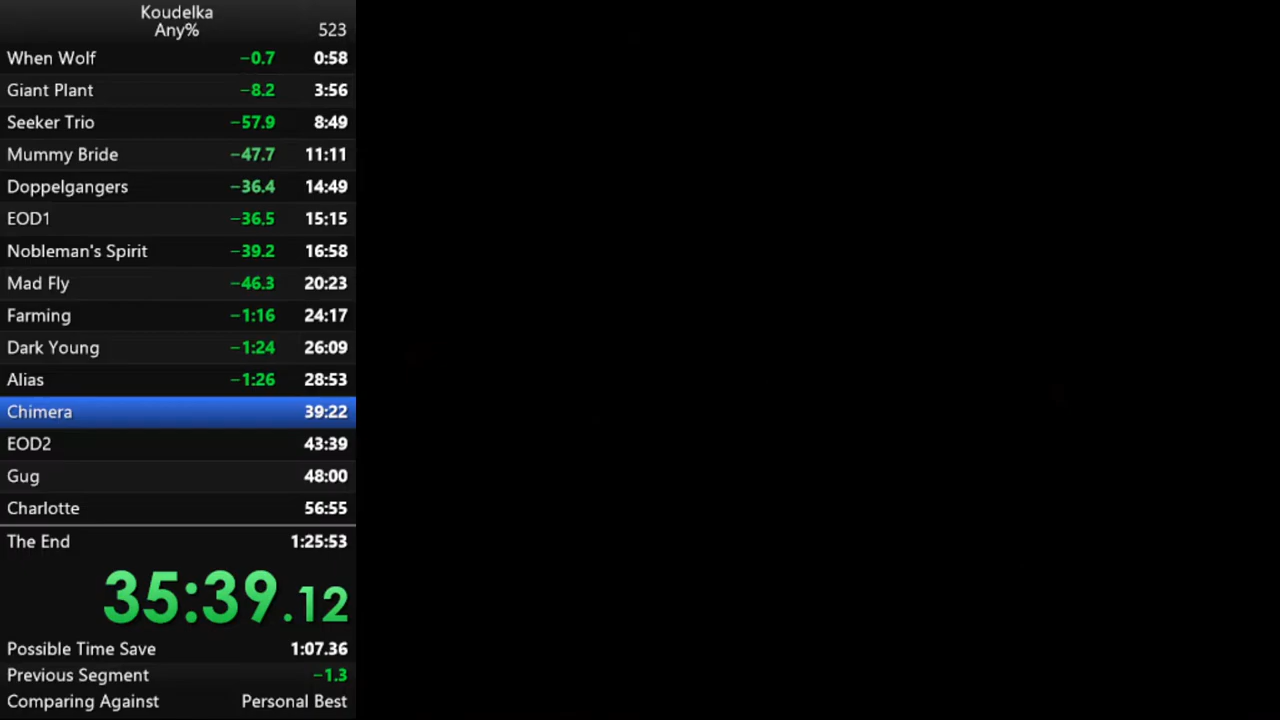 Koudelka
Any% 523
When Wolf −0.7 0:58
Giant Plant −8.2 3:56
Seeker Trio −57.9 8:49
Mummy Bride −47.7 11:11
Doppelgangers −36.4 14:49
EOD1 −36.5 15:15
Nobleman's Spirit −39.2 16:58
Mad Fly −46.3 20:23
Farming −1:16 24:17
Dark Young −1:24 26:09
Alias −1:26 28:53
Chimera 39:22
EOD2 43:39
Gug 48:00
Charlotte 56:55
The End 1:25:53
35:39.12
Possible Time Save 1:07.36
Previous Segment −1.3
Comparing Against Personal Best